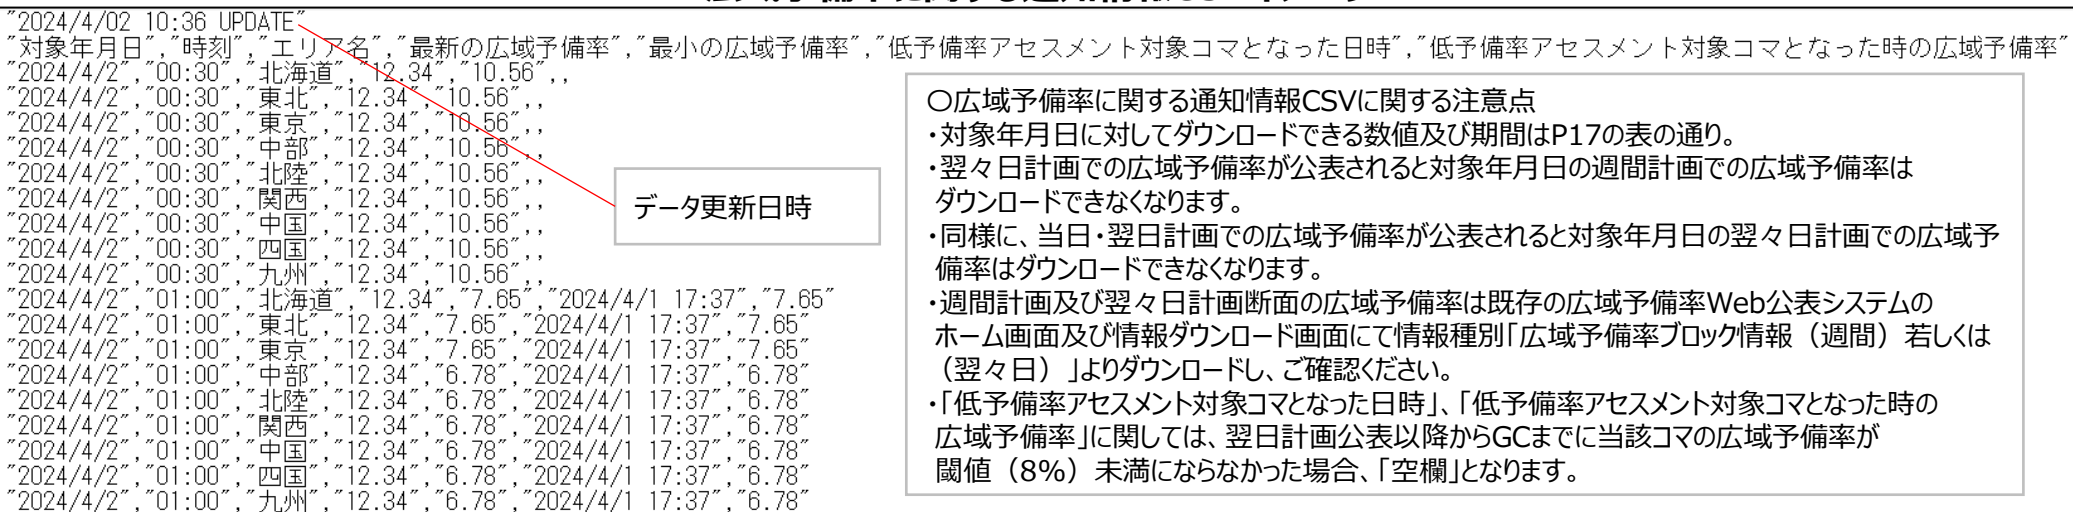 "2024/4/02 10:36 UPDATE"
"対象年月日","時刻","エリア名","最新の広域予備率","最小の広域予備率","低予備率アセスメント対象コマとなった日時","低予備率アセスメント対象コマとなった時の広域予備率"
"2024/4/2","00:30","北海道","12.34","10.56",,
"2024/4/2","00:30","東北","12.34","10.56",,
"2024/4/2","00:30","東京","12.34","10.56",,
"2024/4/2","00:30","中部","12.34","10.56",,
"2024/4/2","00:30","北陸","12.34","10.56",,
"2024/4/2","00:30","関西","12.34","10.56",,
"2024/4/2","00:30","中国","12.34","10.56",,
"2024/4/2","00:30","四国","12.34","10.56",,
"2024/4/2","00:30","九州","12.34","10.56",,
"2024/4/2","01:00","北海道","12.34","7.65","2024/4/1 17:37","7.65"
"2024/4/2","01:00","東北","12.34","7.65","2024/4/1 17:37","7.65"
"2024/4/2","01:00","東京","12.34","7.65","2024/4/1 17:37","7.65"
"2024/4/2","01:00","中部","12.34","6.78","2024/4/1 17:37","6.78"
"2024/4/2","01:00","北陸","12.34","6.78","2024/4/1 17:37","6.78"
"2024/4/2","01:00","関西","12.34","6.78","2024/4/1 17:37","6.78"
"2024/4/2","01:00","中国","12.34","6.78","2024/4/1 17:37","6.78"
"2024/4/2","01:00","四国","12.34","6.78","2024/4/1 17:37","6.78"
"2024/4/2","01:00","九州","12.34","6.78","2024/4/1 17:37","6.78"
データ更新日時
〇広域予備率に関する通知情報CSVに関する注意点
・対象年月日に対してダウンロードできる数値及び期間はP17の表の通り。
・翌々日計画での広域予備率が公表されると対象年月日の週間計画での広域予備率は
ダウンロードできなくなります。
・同様に、当日・翌日計画での広域予備率が公表されると対象年月日の翌々日計画での広域予
備率はダウンロードできなくなります。
・週間計画及び翌々日計画断面の広域予備率は既存の広域予備率Web公表システムの
ホーム画面及び情報ダウンロード画面にて情報種別「広域予備率ブロック情報（週間）若しくは
（翌々日）」よりダウンロードし、ご確認ください。
・「低予備率アセスメント対象コマとなった日時」、「低予備率アセスメント対象コマとなった時の
広域予備率」に関しては、翌日計画公表以降からGCまでに当該コマの広域予備率が
閾値（8%）未満にならなかった場合、「空欄」となります。